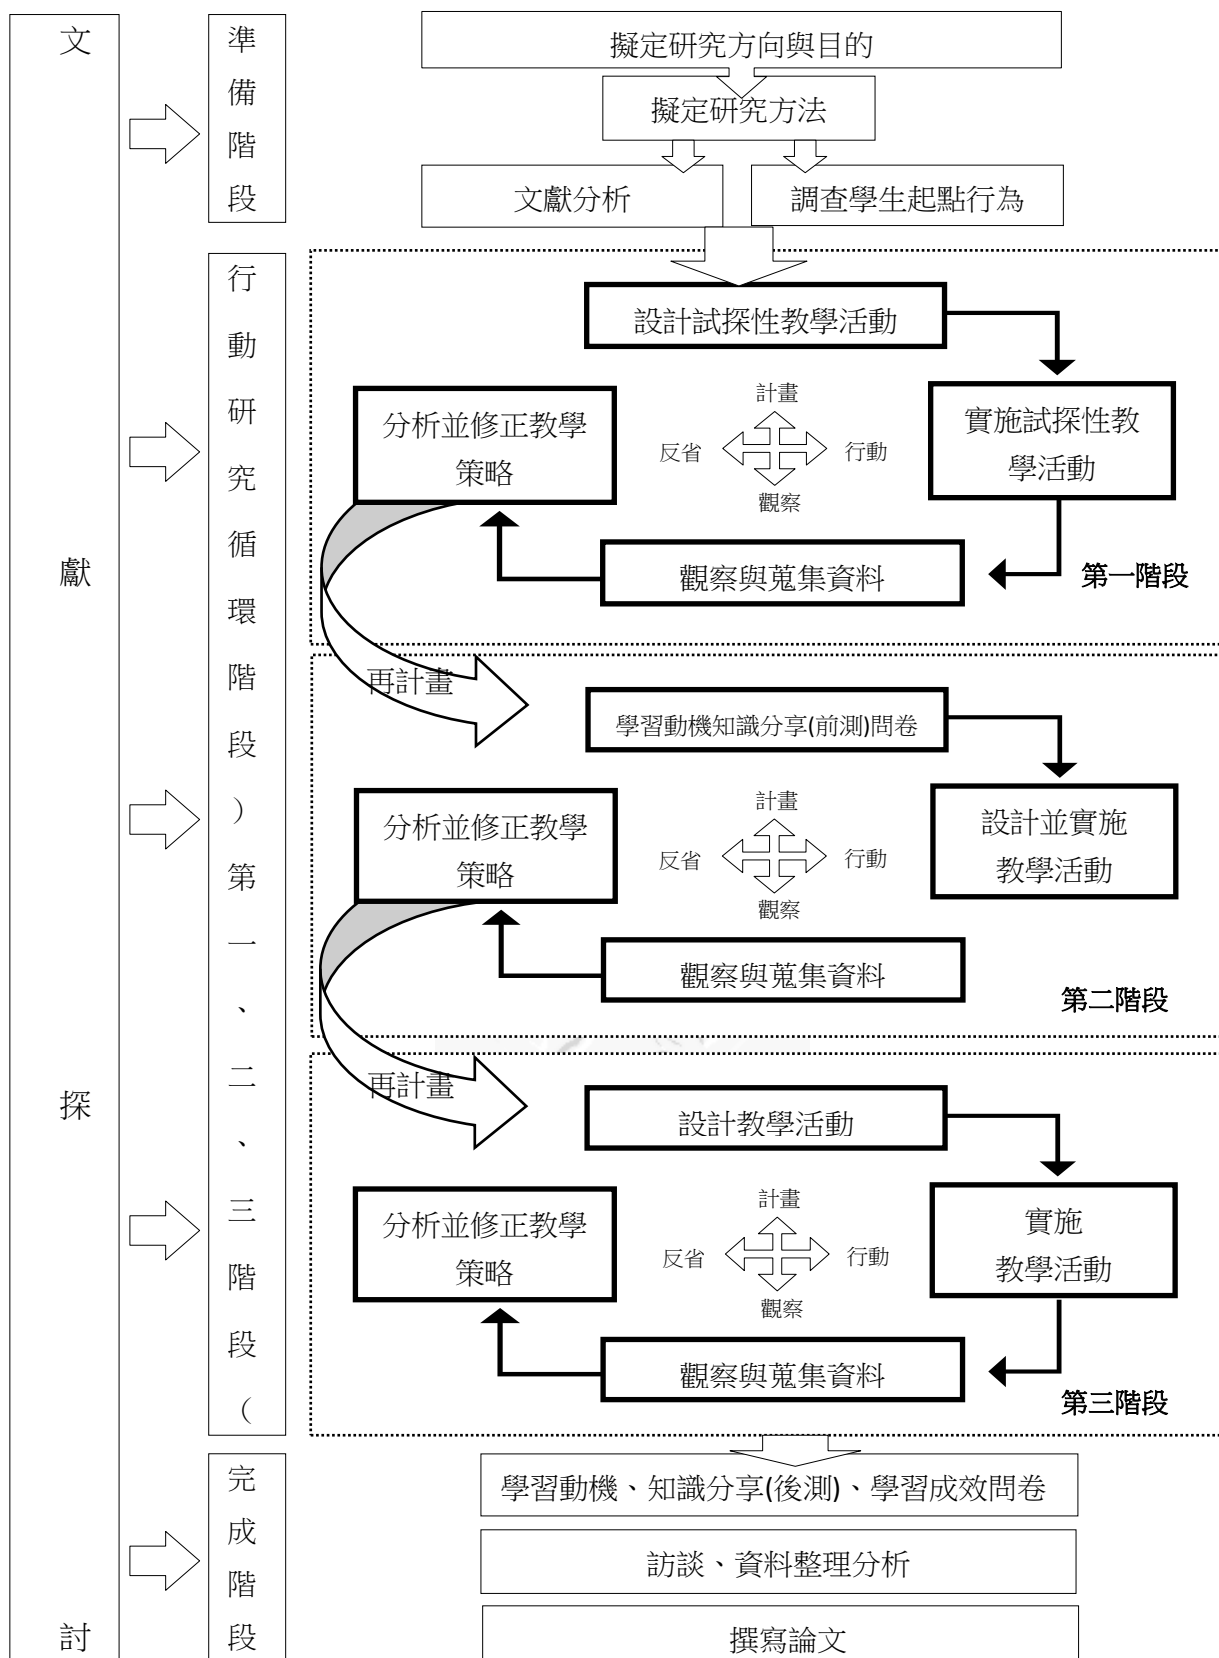 文獻探討
準備階段
擬定研究方向與目的
擬定研究方法
文獻分析
調查學生起點行為
行動研究循環階段）第一、二、三階段（
設計試探性教學活動
分析並修正教學
策略
計畫
反省
行動
觀察
實施試探性教
學活動
觀察與蒐集資料
第一階段
再計畫
學習動機知識分享(前測)問卷
分析並修正教學
策略
計畫
反省
行動
觀察
設計並實施
教學活動
觀察與蒐集資料
第二階段
再計畫
設計教學活動
分析並修正教學
策略
計畫
反省
行動
觀察
實施
教學活動
觀察與蒐集資料
第三階段
完成階段
學習動機、知識分享(後測)、學習成效問卷
訪談、資料整理分析
撰寫論文